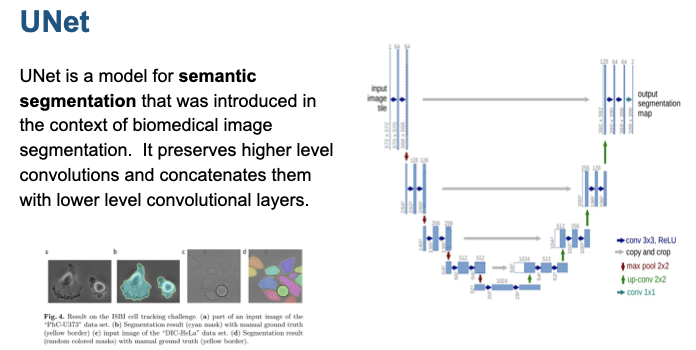 UNet
UNet is a model for semantic
segmentation that was introduced in
the context of biomedical image
segmentation.  It preserves higher level
convolutions and concatenates them
with lower level convolutional layers.
a
b
c
d
Fig. 4. Result on the ISBI cell tracking challenge. (a) part of an input image of the
"PhC-U373" data set. (b) Segmentation result (cyan mask) with manual ground truth
(yellow border) (c) input image of the "DIC-HeLa" data set. (d) Segmentation result
(random colored masks) with manual ground truth (yellow border).
1 64 64
128 64 64 2
input
image
tile
output
segmentation
map
572 x 572
570 x 570
568 x 568
392 x 392
390 x 390
388 x 388
388 x 388
128 128
256 128
256 256
512 256
512 512
1024 512
1024
conv 3x3, ReLU
copy and crop
max pool 2x2
up-conv 2x2
conv 1x1